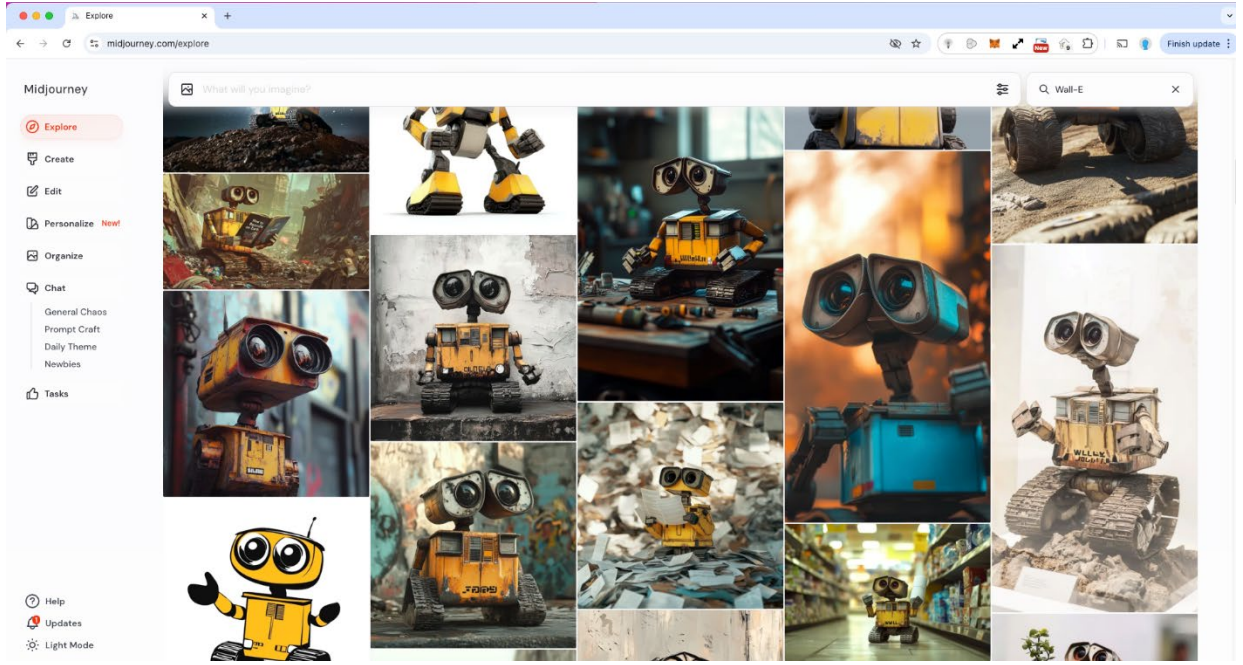 Explore
midjourney.com/explore
New
Finish update
Midjourney
What will you imagine?
Wall-E
Explore
Create
Edit
Personalize New!
Organize
Chat
General Chaos
Prompt Craft
Daily Theme
Newbies
Tasks
Help
Updates
Light Mode